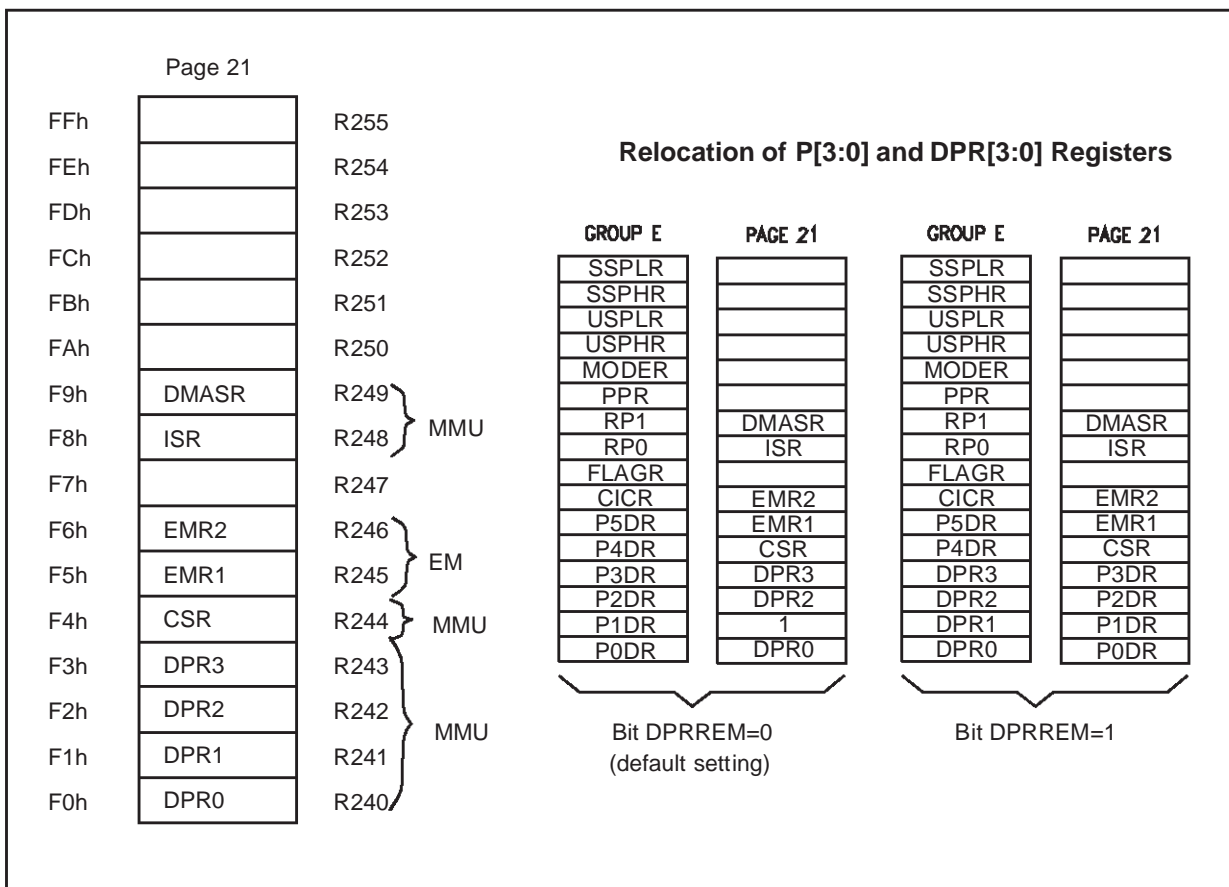 Page 21
FFh R255
FEh R254
FDh R253
FCh R252
FBh R251
FAh R250
F9h DMASR R249
F8h ISR R248
MMU
F7h R247
F6h EMR2 R246
F5h EMR1 R245
EM
F4h CSR R244 MMU
F3h DPR3 R243
F2h DPR2 R242
F1h DPR1 R241
F0h DPR0 R240
MMU
Relocation of P[3:0] and DPR[3:0] Registers
GROUP E PAGE 21 GROUP E PAGE 21
SSPLR SSPLR
SSPHR SSPHR
USPLR USPLR
USPHR USPHR
MODER MODER
PPR PPR
RP1 DMASR RP1 DMASR
RP0 ISR RP0 ISR
FLAGR FLAGR
CICR EMR2 CICR EMR2
P5DR EMR1 P5DR EMR1
P4DR CSR P4DR CSR
P3DR DPR3 DPR3 P3DR
P2DR DPR2 DPR2 P2DR
P1DR 1 DPR1 P1DR
P0DR DPR0 DPR0 P0DR
Bit DPRREM=0 Bit DPRREM=1
(default setting)